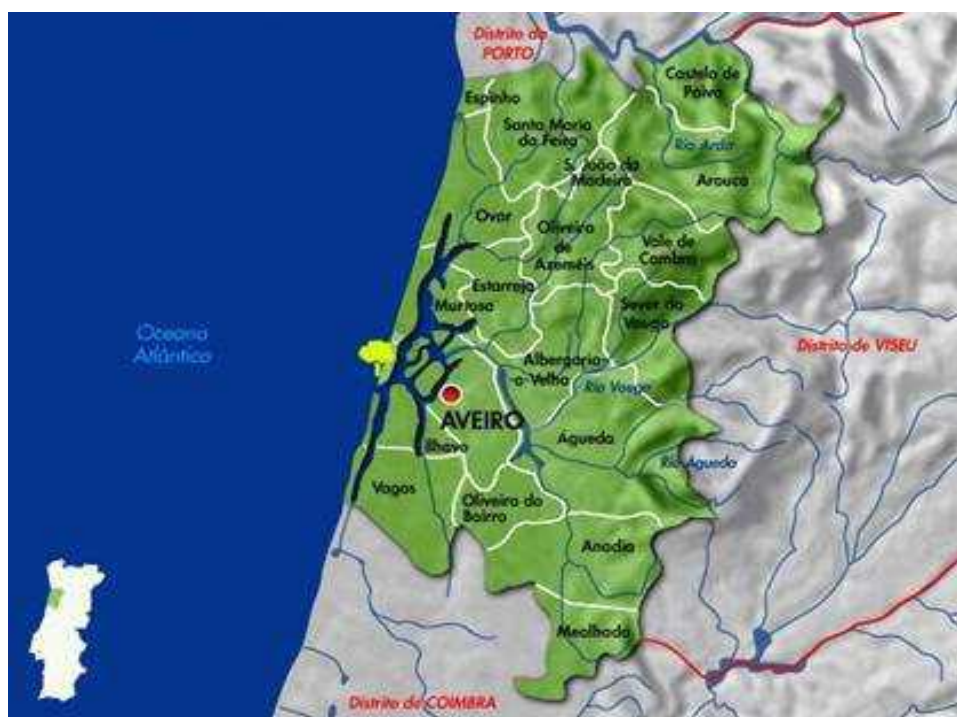 Distrito do
PORTO
Castelo de
Paiva
Espinho
Santa Maria
da Feira
Rio Arda
S. João da
Madeira
Arouca
Ovar
Oliveira
de
Azeméis
Vale de
Cambra
Estarreja
Murtosa
Sever do
Vouga
Oceano
Atlântico
Distrito de VISEU
Albergaria
-a-Velha
Rio Vouga
AVEIRO
Ílhavo
Águeda
Rio Águeda
Vagos
Oliveira do
Bairro
Anadia
Mealhada
Distrito de COIMBRA